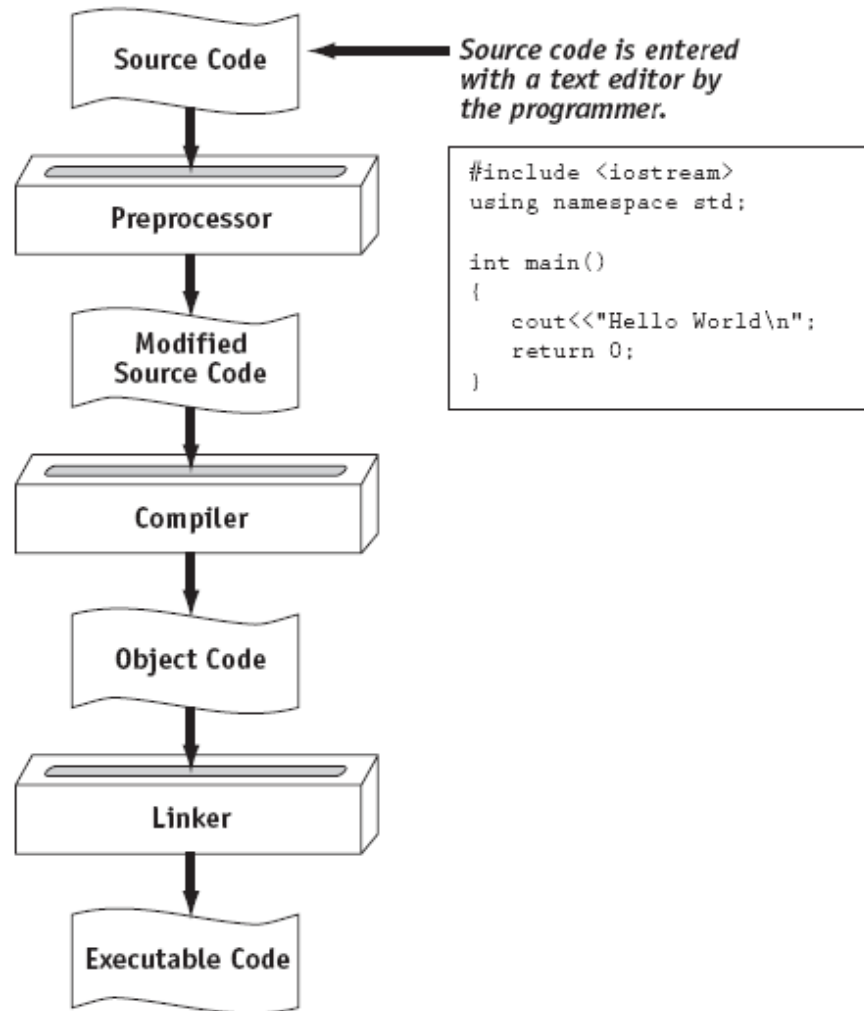 Source Code
Source code is entered
with a text editor by
the programmer.
#include <iostream>
using namespace std;
int main()
{
cout<<"Hello World\n";
return 0;
}
Preprocessor
Modified
Source Code
Compiler
Object Code
Linker
Executable Code